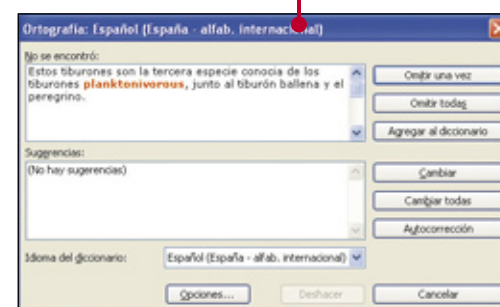 Ortografía: Español (España - alfab. internacional)
No se encontró:
Estos tiburones son la tercera especie conocia de los
tiburones planktonivorous, junto al tiburón ballena y el
peregrino.
Omitir una vez
Omitir todas
Agregar al diccionario
Sugerencias:
(No hay sugerencias)
Cambiar
Cambiar todas
Autocorrección
Idioma del diccionario:
Español (España - alfab. internacional)
Opciones...
Deshacer
Cancelar